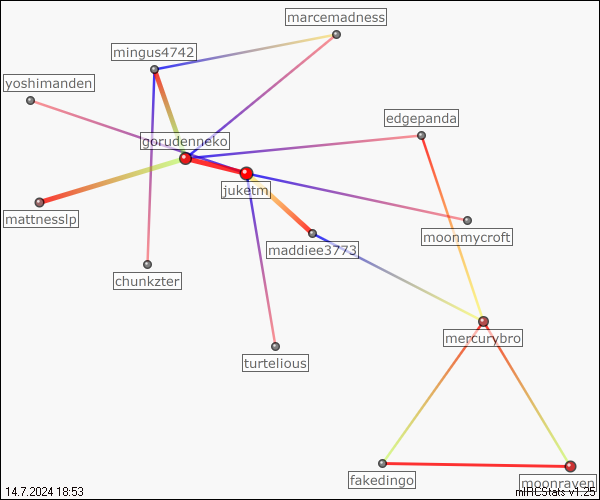 marcemadness
mingus4742
yoshimanden
edgepanda
gorudenneko
juketm
mattnesslp
moonmycroft
maddiee3773
chunkzter
mercurybro
turtelious
fakedingo
moonraven
14.7.2024 18:53
mIRCStats v1.25